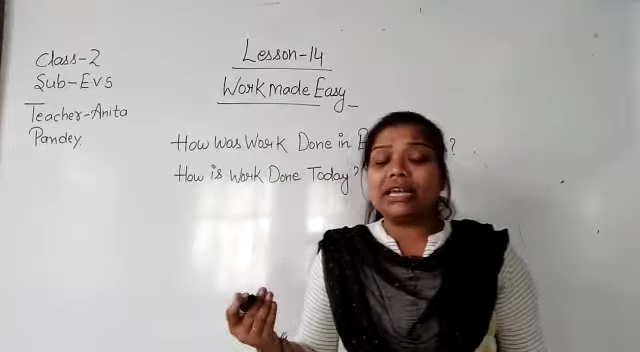 Class-2
Sub-EVS
Teacher-Anita
Pandey
Lesson-14
Work made Easy
How was Work Done in ?
How is Work Done Today?